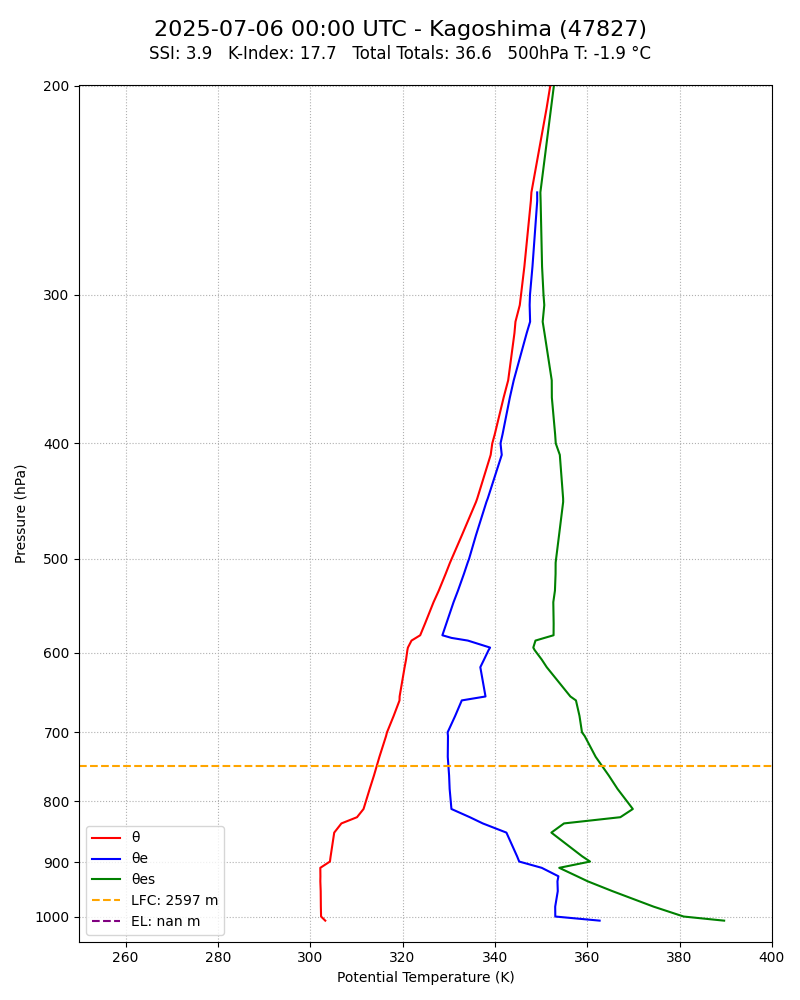 2025-07-06 00:00 UTC - Kagoshima (47827)
SSI: 3.9   K-Index: 17.7   Total Totals: 36.6   500hPa T: -1.9 °C
200
300
400
500
600
700
800
900
1000
Pressure (hPa)
θ
θe
θes
LFC: 2597 m
EL: nan m
260
280
300
320
340
360
380
400
Potential Temperature (K)